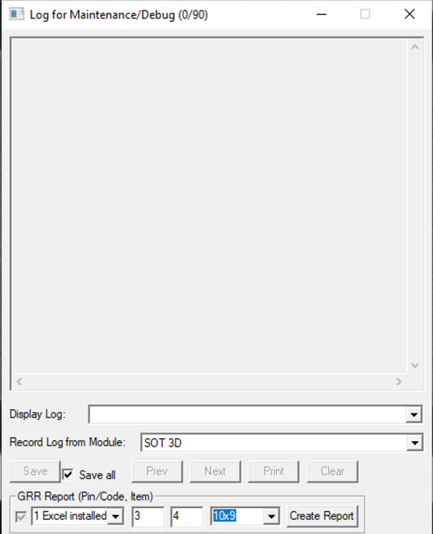 Log for Maintenance/Debug (0/90)
Display Log:
Record Log from Module: SOT 3D
Save Save all Prev Next Print Clear
GRR Report (Pin/Code, Item)
1 Excel installed 3 4 10x9 Create Report